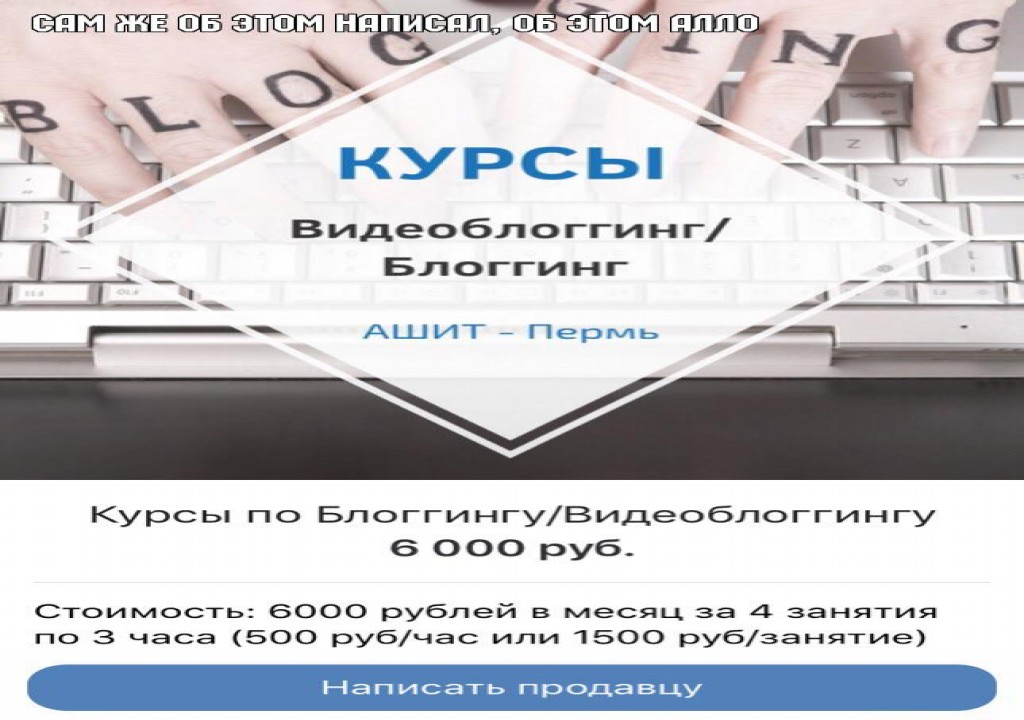 САМ ЖЕ ОБ ЭТОМ НАПИСАЛ, ОБ ЭТОМ АЛЛО
BLOGGING
КУРСЫ
Видеоблоггинг/
Блоггинг
АШИТ - Пермь
Курсы по Блоггингу/Видеоблоггингу
6 000 руб.
Стоимость: 6000 рублей в месяц за 4 занятия
по 3 часа (500 руб/час или 1500 руб/занятие)
Написать продавцу